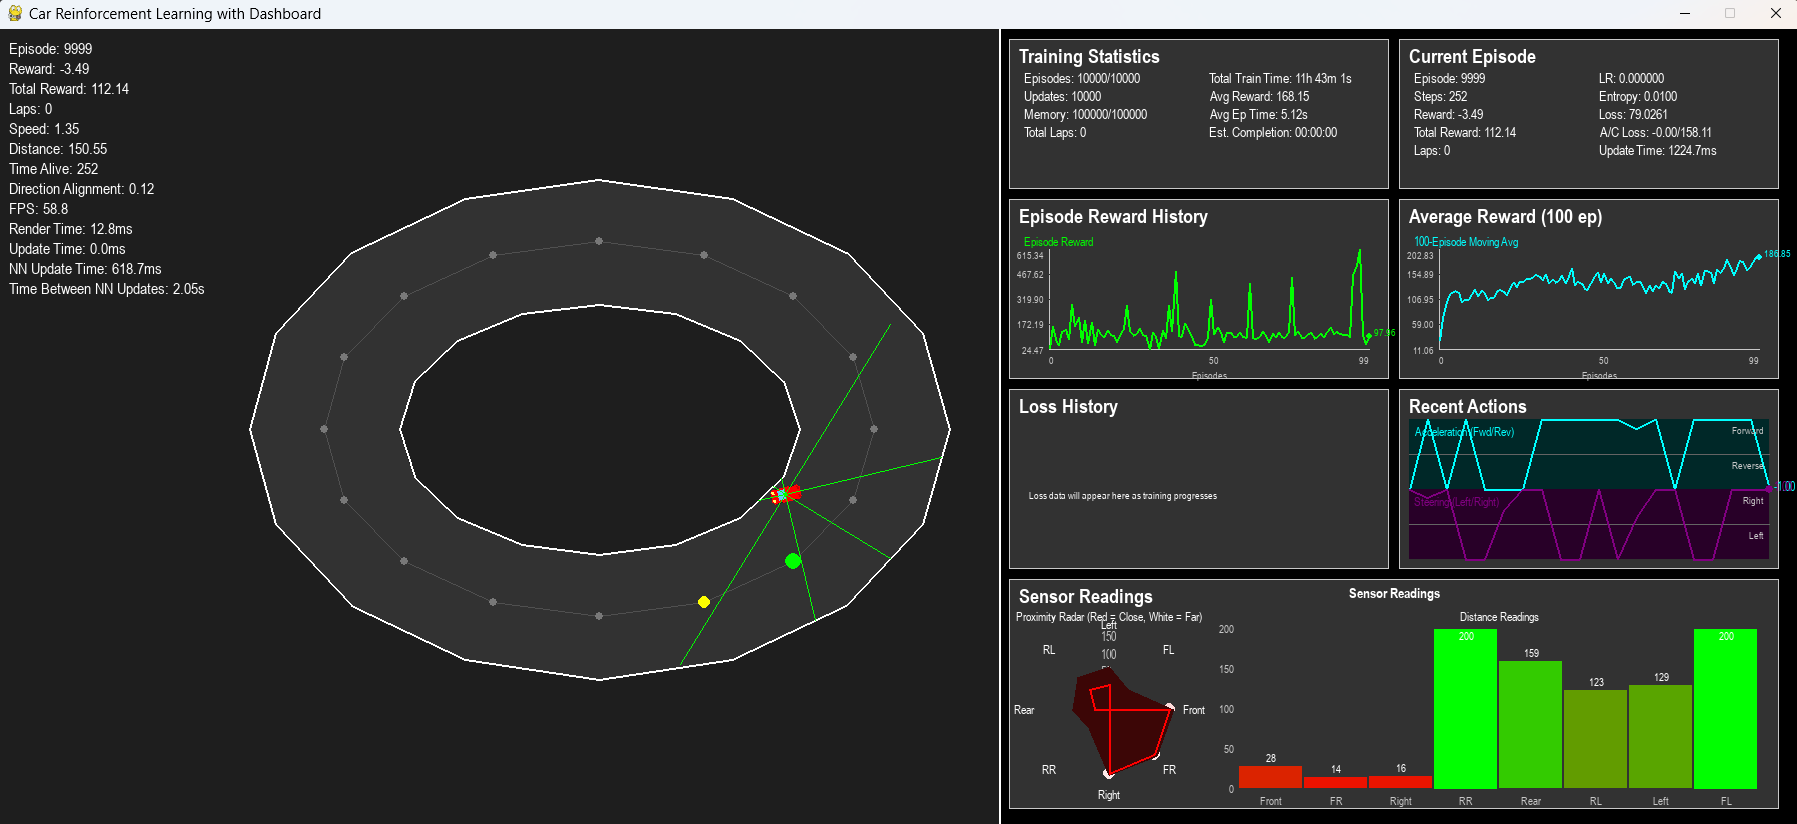 Car Reinforcement Learning with Dashboard
Episode: 9999
Reward: -3.49
Total Reward: 112.14
Laps: 0
Speed: 1.35
Distance: 150.55
Time Alive: 252
Direction Alignment: 0.12
FPS: 58.8
Render Time: 12.8ms
Update Time: 0.0ms
NN Update Time: 618.7ms
Time Between NN Updates: 2.05s
Training Statistics
Episodes: 10000/10000
Updates: 10000
Memory: 100000/100000
Total Laps: 0
Total Train Time: 11h 43m 1s
Avg Reward: 168.15
Avg Ep Time: 5.12s
Est. Completion: 00:00:00
Current Episode
Episode: 9999
Steps: 252
Reward: -3.49
Total Reward: 112.14
Laps: 0
LR: 0.000000
Entropy: 0.0100
Loss: 79.0261
A/C Loss: -0.00/158.11
Update Time: 1224.7ms
Episode Reward History
Episode Reward
615.34
467.62
319.90
172.19
24.47
97.96
0 50 99
Episodes
Average Reward (100 ep)
100-Episode Moving Avg
202.83
154.89
106.95
59.00
11.06
186.85
0 50 99
Episodes
Loss History
Loss data will appear here as training progresses
Recent Actions
Acceleration (Fwd/Rev)
Forward
Reverse
Steering (Left/Right)
Right
Left
Sensor Readings
Proximity Radar (Red = Close, White = Far)
Left
150
100
RL FL
Rear Front
RR FR
Right
Sensor Readings
Distance Readings
200
150
100
50
0
28 14 16 200 159 123 129 200
Front FR Right RR Rear RL Left FL